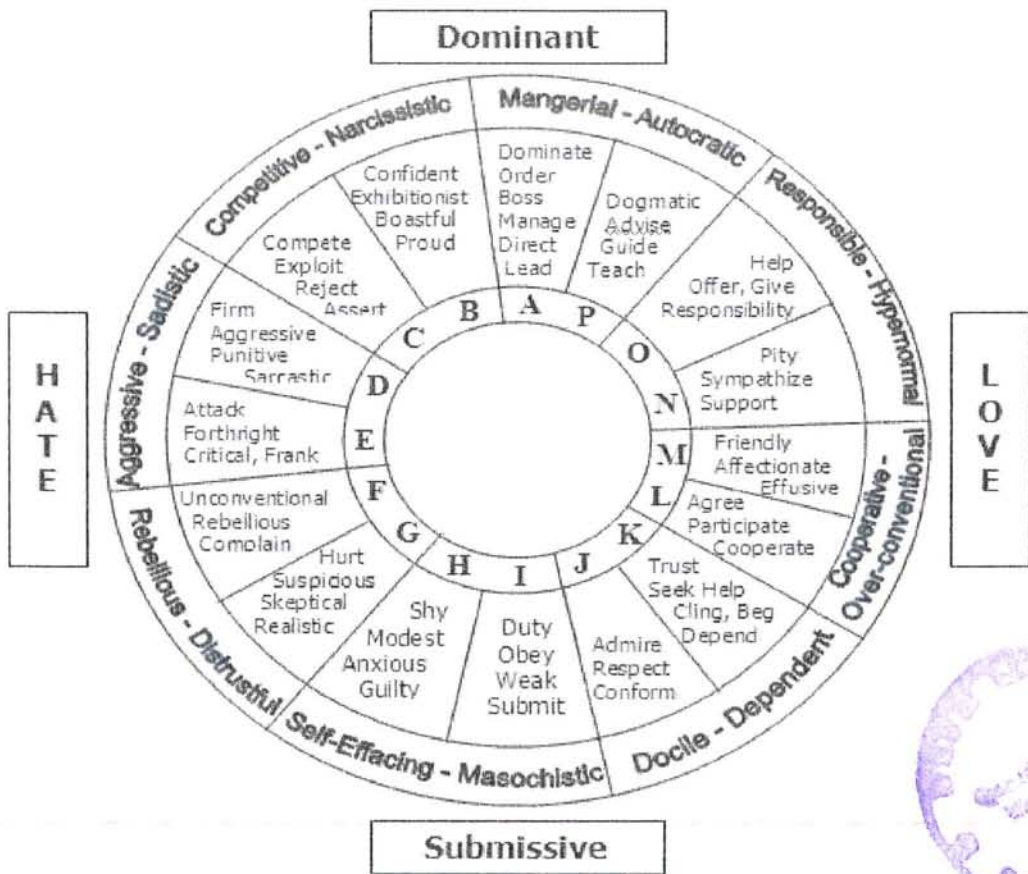 Dominant
Mangerial - Autocratic
Dominate
Order
Boss
Manage
Direct
Lead
Dogmatic
Advise
Guide
Teach
Responsible - Hypernormal
Help
Offer, Give
Responsibility
Pity
Sympathize
Support
LOVE
Cooperative -
Over-conventional
Friendly
Affectionate
Effusive
Agree
Participate
Cooperate
Docile - Dependent
Trust
Seek Help
Cling, Beg
Depend
Admire
Respect
Conform
Submissive
Self-Effacing - Masochistic
Duty
Obey
Weak
Submit
Shy
Modest
Anxious
Guilty
Rebellious - Distrustful
Hurt
Suspicious
Skeptical
Realistic
Unconventional
Rebellious
Complain
HATE
Aggressive - Sadistic
Attack
Forthright
Critical, Frank
Firm
Aggressive
Punitive
Sarcastic
Competitive - Narcissistic
Compete
Exploit
Reject
Assert
Confident
Exhibitionist
Boastful
Proud
A
P
O
N
M
L
K
J
I
H
G
F
E
D
C
B